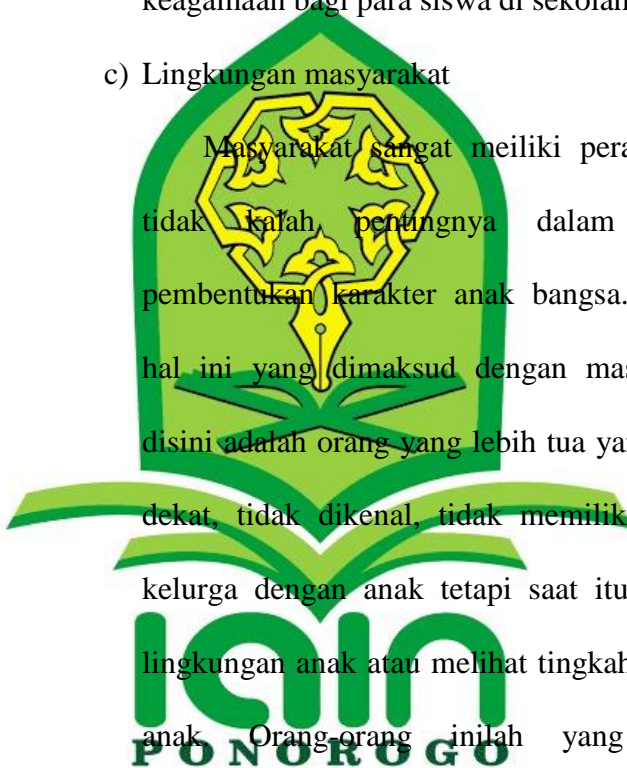 keagamaan bagi para siswa di sekolah
c) Lingkungan masyarakat
Masyarakat sangat meiliki pera
tidak kalah pentingnya dalam
pembentukan karakter anak bangsa.
hal ini yang dimaksud dengan mas
disini adalah orang yang lebih tua ya
dekat, tidak dikenal, tidak memilik
kelurga dengan anak tetapi saat itu
lingkungan anak atau melihat tingkah
anak. Orang-orang inilah yang
iain
PONOROGO